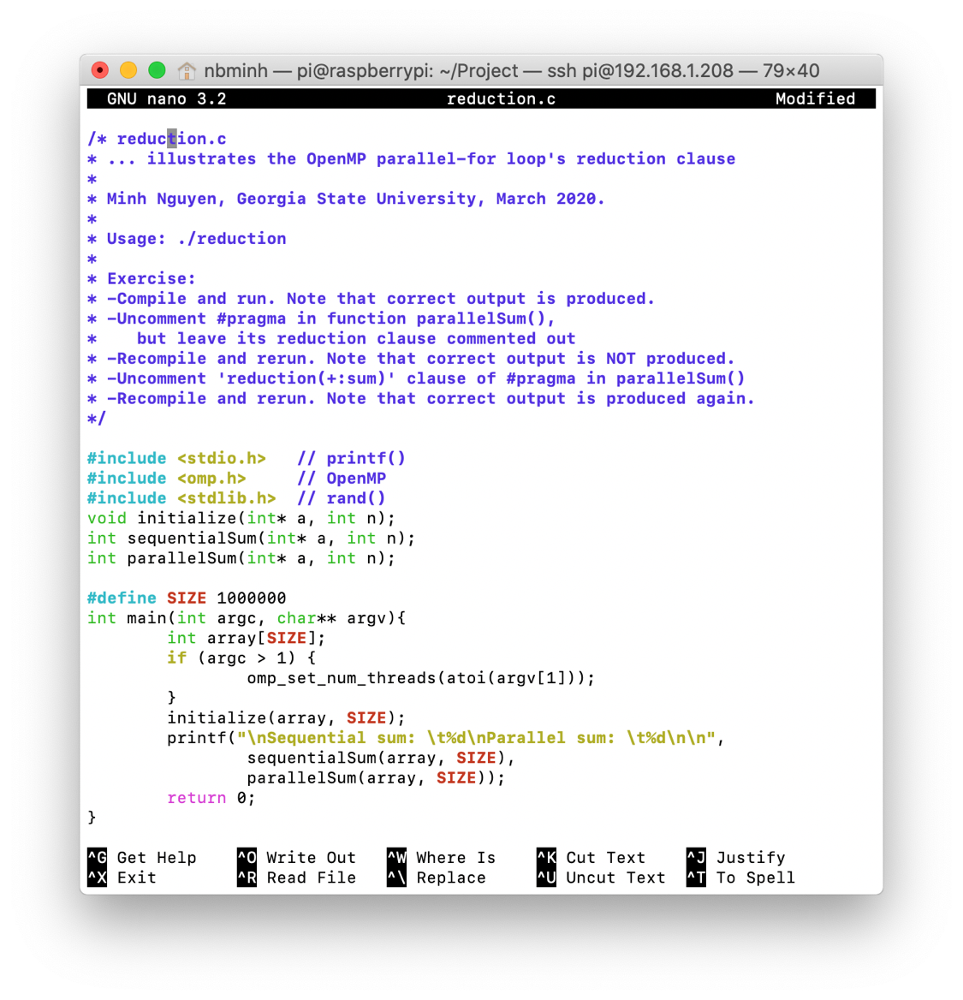 nbminh — pi@raspberrypi: ~/Project — ssh pi@192.168.1.208 — 79×40
GNU nano 3.2 reduction.c Modified
/* reduction.c
* ... illustrates the OpenMP parallel-for loop's reduction clause
*
* Minh Nguyen, Georgia State University, March 2020.
*
* Usage: ./reduction
*
* Exercise:
* -Compile and run. Note that correct output is produced.
* -Uncomment #pragma in function parallelSum(),
*    but leave its reduction clause commented out
* -Recompile and rerun. Note that correct output is NOT produced.
* -Uncomment 'reduction(+:sum)' clause of #pragma in parallelSum()
* -Recompile and rerun. Note that correct output is produced again.
*/
#include <stdio.h>   // printf()
#include <omp.h>     // OpenMP
#include <stdlib.h>  // rand()
void initialize(int* a, int n);
int sequentialSum(int* a, int n);
int parallelSum(int* a, int n);
#define SIZE 1000000
int main(int argc, char** argv){
        int array[SIZE];
        if (argc > 1) {
                omp_set_num_threads(atoi(argv[1]));
        }
        initialize(array, SIZE);
        printf("\nSequential sum: \t%d\nParallel sum: \t%d\n\n",
                sequentialSum(array, SIZE),
                parallelSum(array, SIZE));
        return 0;
}
^G Get Help ^O Write Out ^W Where Is ^K Cut Text ^J Justify
^X Exit ^R Read File ^\ Replace ^U Uncut Text ^T To Spell